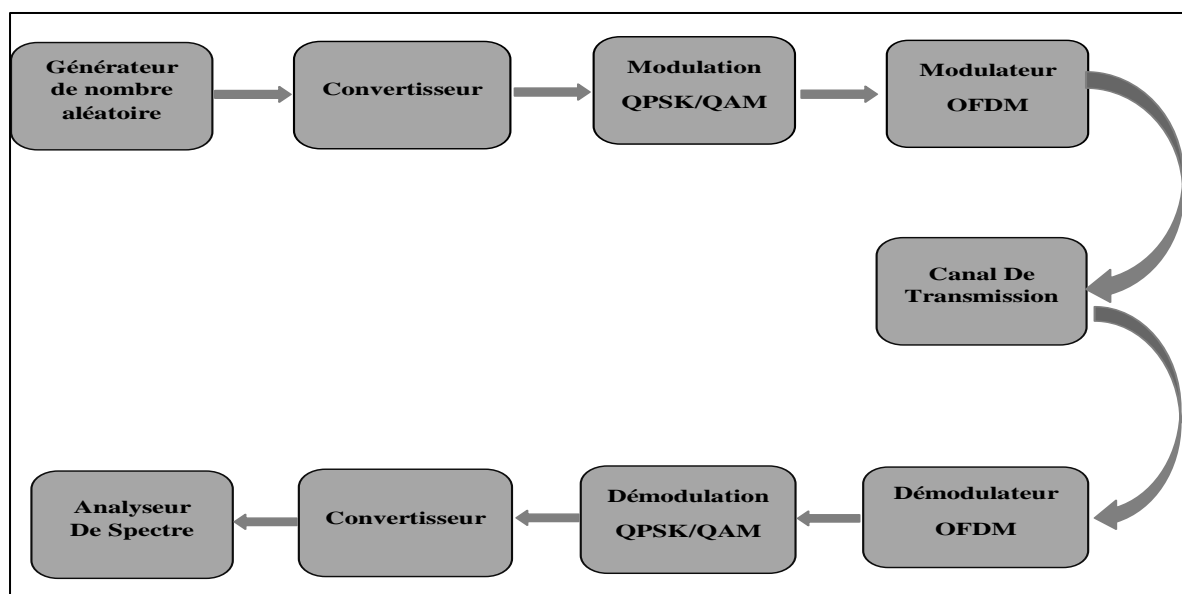 Générateur
de nombre
aléatoire
Convertisseur
Modulation
QPSK/QAM
Modulateur
OFDM
Canal De
Transmission
Démodulateur
OFDM
Démodulation
QPSK/QAM
Convertisseur
Analyseur
De Spectre